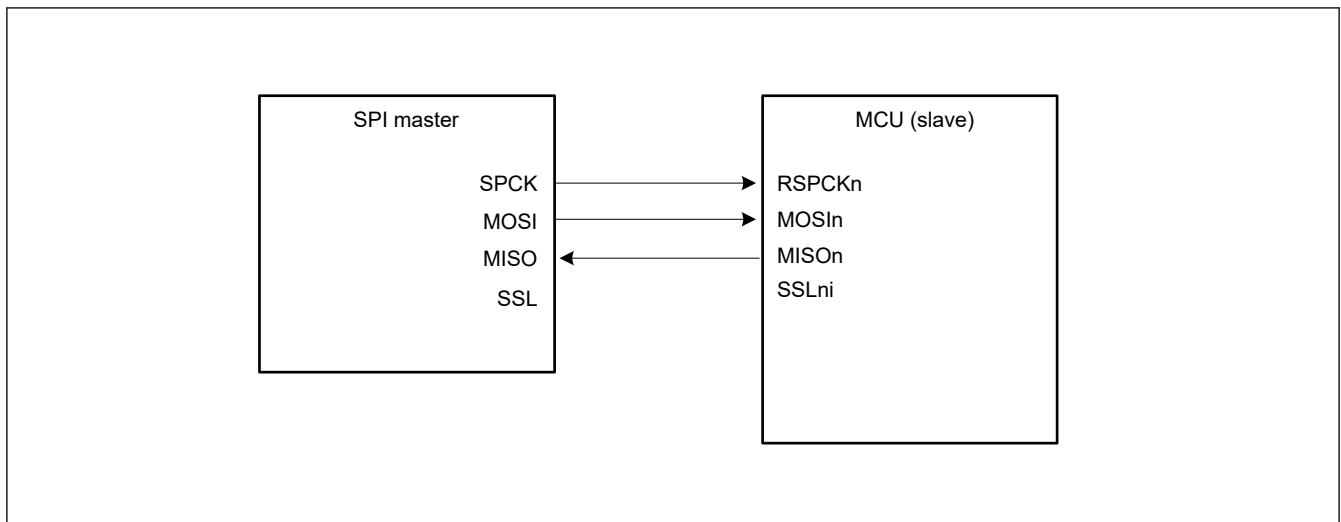 SPI master
SPCK
MOSI
MISO
SSL
MCU (slave)
RSPCKn
MOSIn
MISOn
SSLni